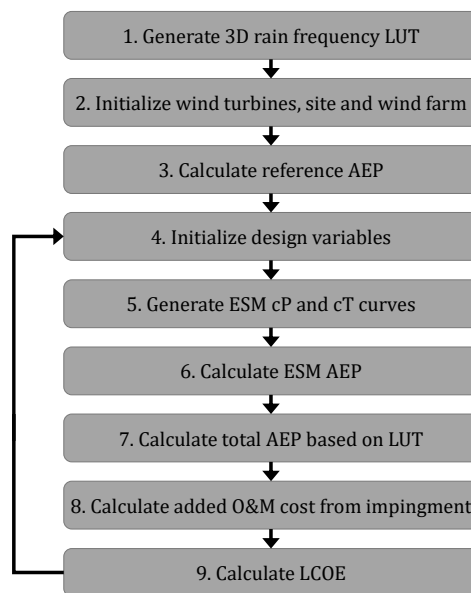 1. Generate 3D rain frequency LUT
2. Initialize wind turbines, site and wind farm
3. Calculate reference AEP
4. Initialize design variables
5. Generate ESM cP and cT curves
6. Calculate ESM AEP
7. Calculate total AEP based on LUT
8. Calculate added O&M cost from impingment
9. Calculate LCOE